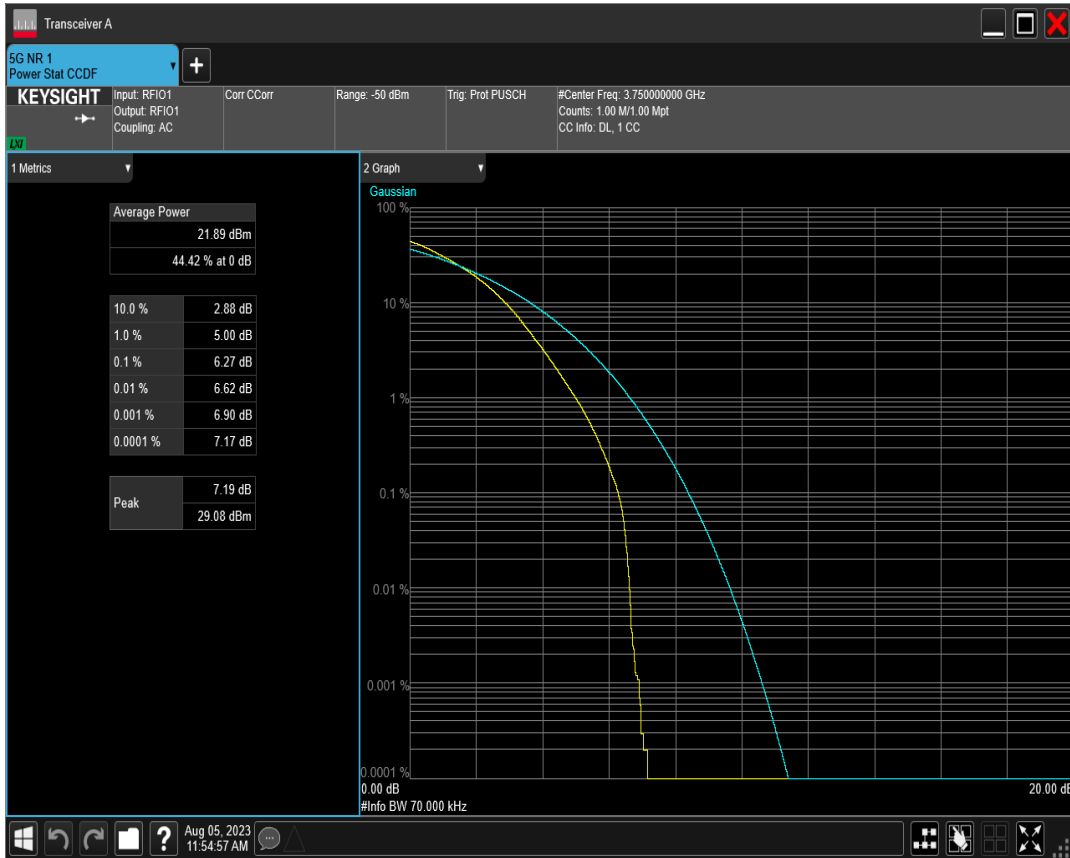 Transceiver A
5G NR 1
Power Stat CCDF
KEYSIGHT
LXI
Input: RFIO1
Output: RFIO1
Coupling: AC
Corr CCorr
Range: -50 dBm
Trig: Prot PUSCH
#Center Freq: 3.750000000 GHz
Counts: 1.00 M/1.00 Mpt
CC Info: DL, 1 CC
1 Metrics
Average Power
21.89 dBm
44.42 % at 0 dB
10.0 % 2.88 dB
1.0 % 5.00 dB
0.1 % 6.27 dB
0.01 % 6.62 dB
0.001 % 6.90 dB
0.0001 % 7.17 dB
Peak
7.19 dB
29.08 dBm
2 Graph
Gaussian
100 %
10 %
1 %
0.1 %
0.01 %
0.001 %
0.0001 %
0.00 dB 20.00 dB
#Info BW 70.000 kHz
? Aug 05, 2023
11:54:57 AM